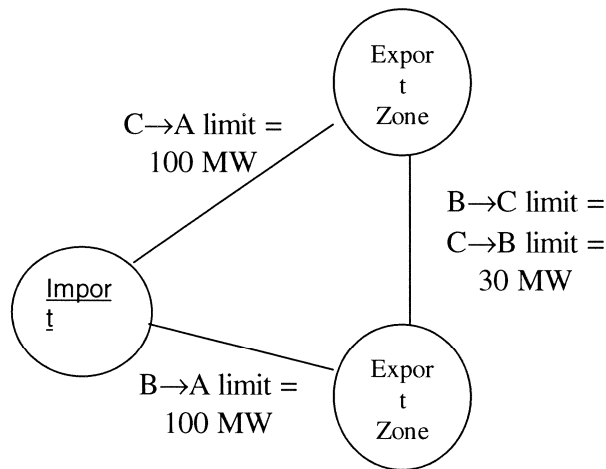 Expor
t
Zone
C→A limit =
100 MW
B→C limit =
C→B limit =
30 MW
Impor
t
B→A limit =
100 MW
Expor
t
Zone